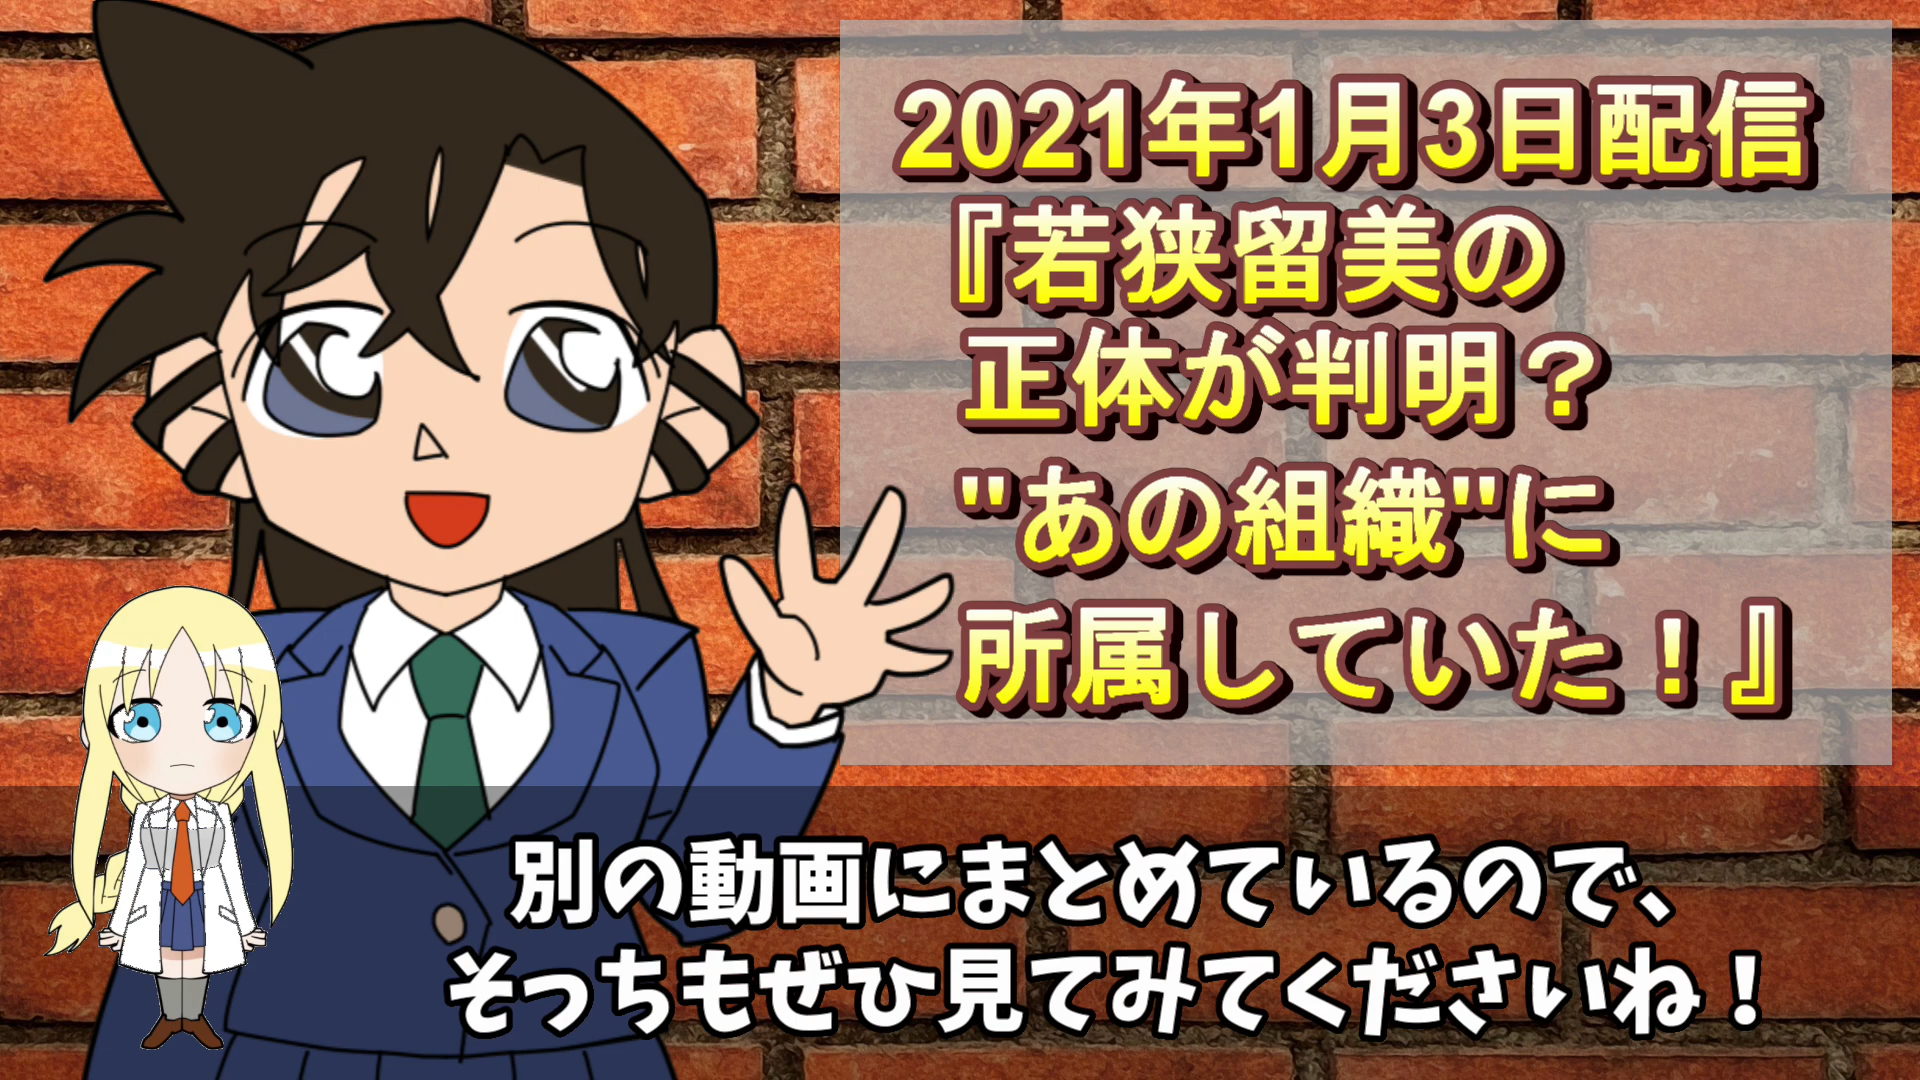 2021年1月3日配信
『若狭留美の
正体が判明？
"あの組織"に
所属していた！』
別の動画にまとめているので、
そっちもぜひ見てみてくださいね！